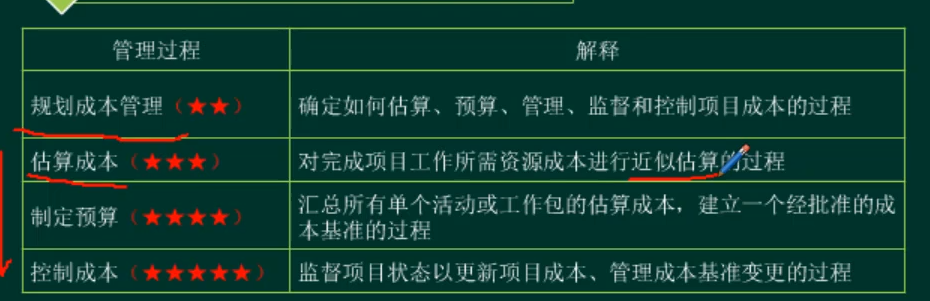 管理过程 解释
规划成本管理（★★） 确定如何估算、预算、管理、监督和控制项目成本的过程
估算成本（★★★） 对完成项目工作所需资源成本进行近似估算的过程
制定预算（★★★★） 汇总所有单个活动或工作包的估算成本，建立一个经批准的成
本基准的过程
控制成本（★★★★★） 监督项目状态以更新项目成本、管理成本基准变更的过程